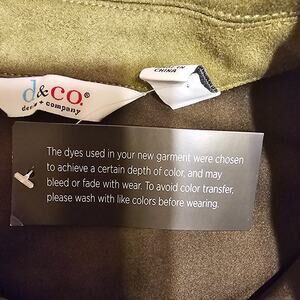 d&co.®
denim + company
CHINA
The dyes used in your new garment were chosen
to achieve a certain depth of color, and may
bleed or fade with wear. To avoid color transfer,
please wash with like colors before wearing.